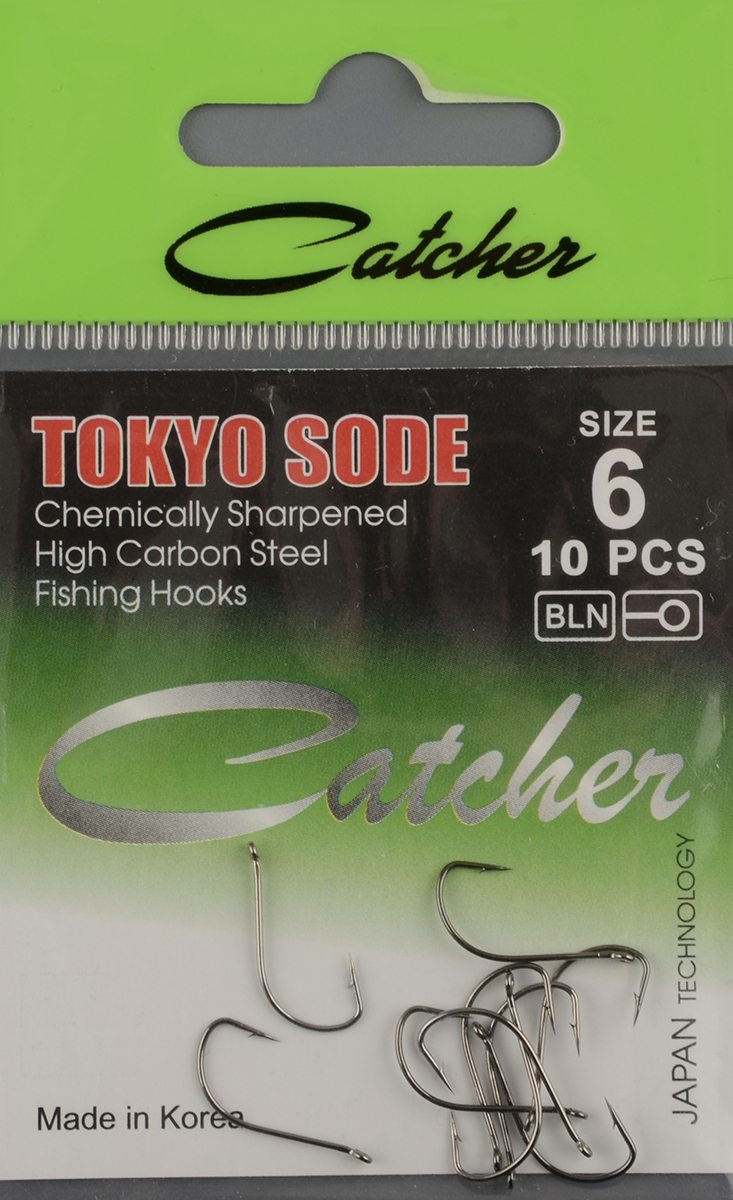 Catcher
TOKYO SODE
Chemically Sharpened
High Carbon Steel
Fishing Hooks
SIZE
6
10 PCS
BLN
Catcher
JAPAN TECHNOLOGY
Made in Korea